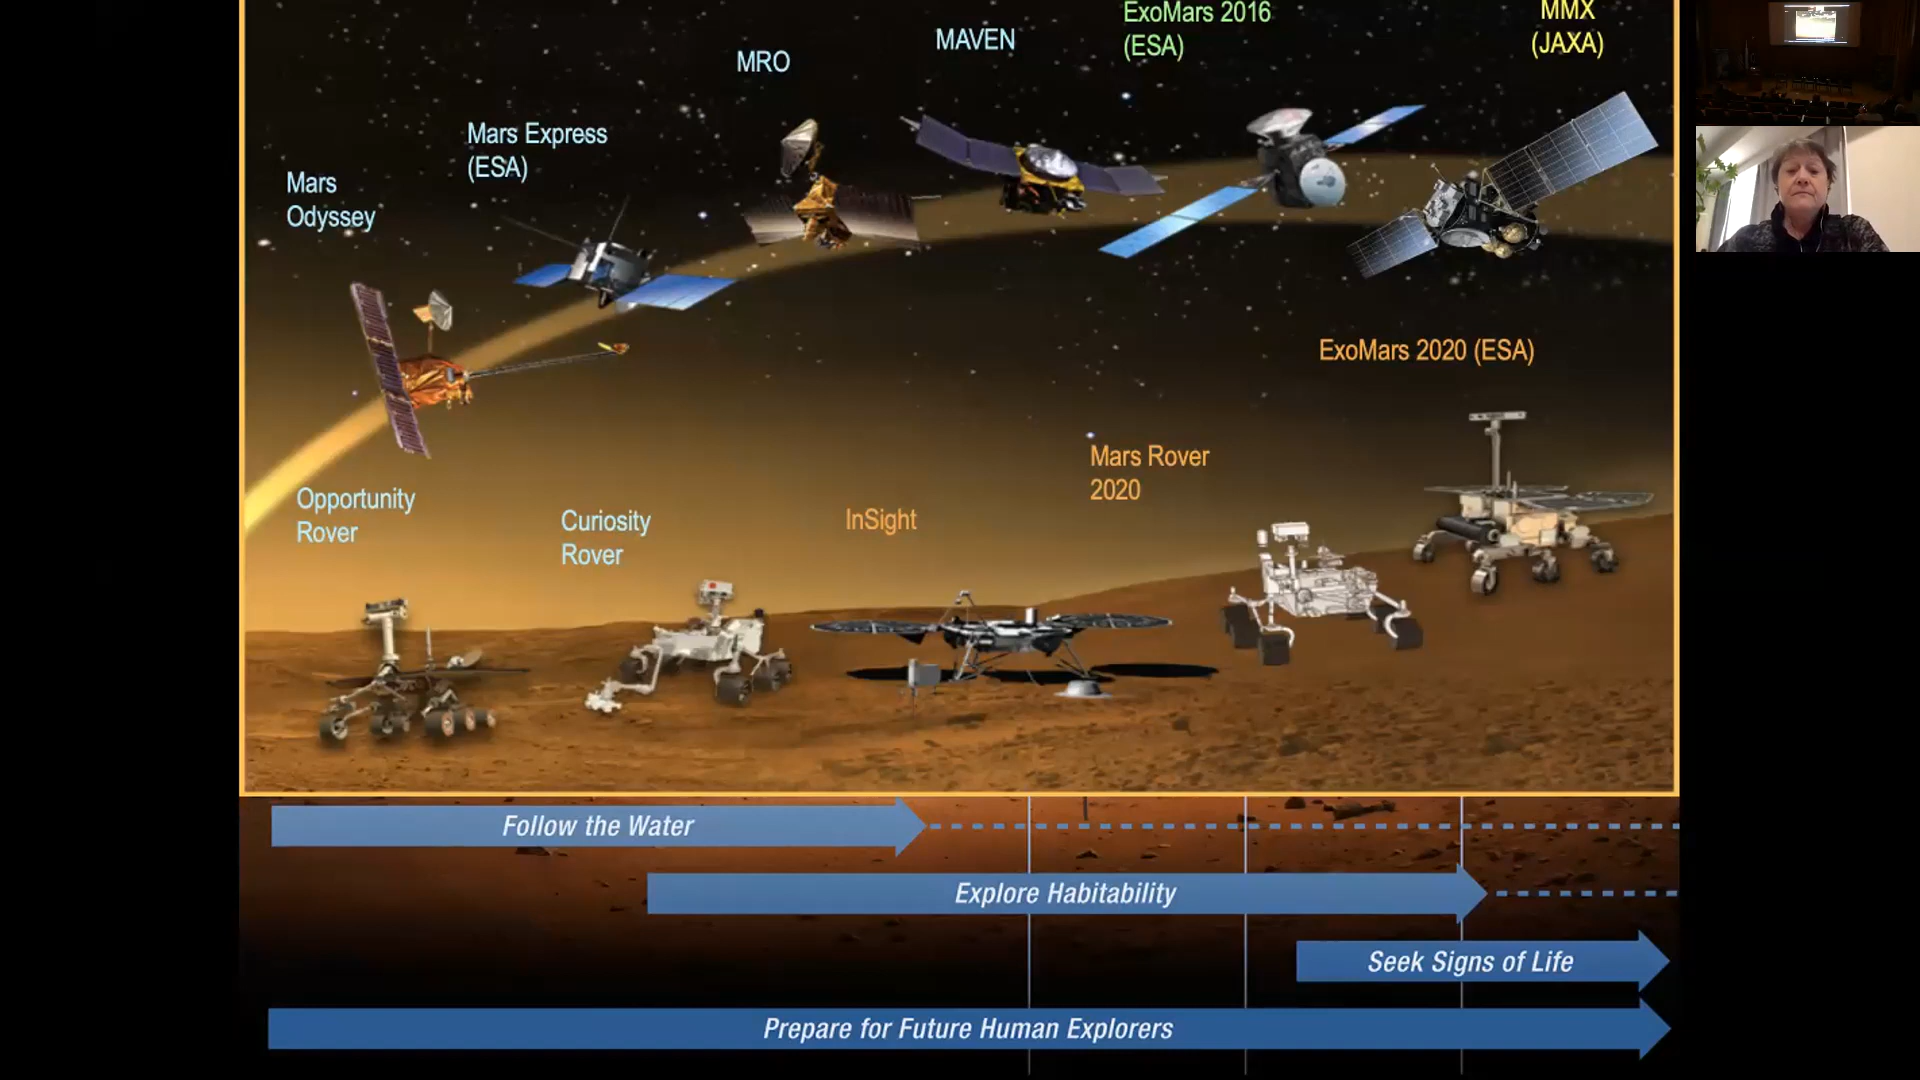 ExoMars 2016
(ESA)
MMX
(JAXA)
MAVEN
MRO
Mars Express
(ESA)
Mars
Odyssey
ExoMars 2020 (ESA)
Mars Rover
2020
Opportunity
Rover
Curiosity
Rover
InSight
Follow the Water
Explore Habitability
Seek Signs of Life
Prepare for Future Human Explorers